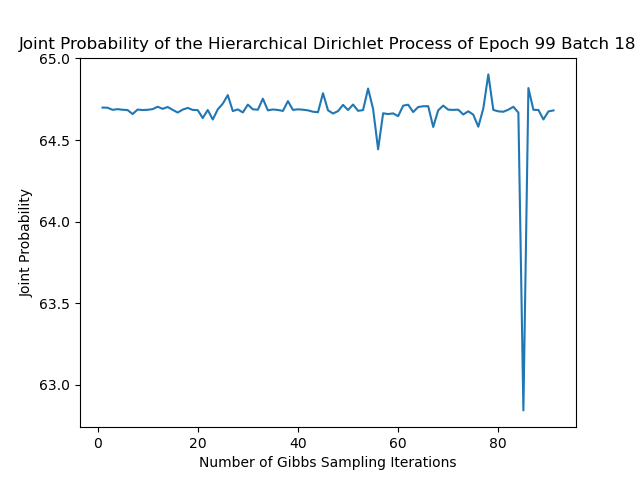 Joint Probability of the Hierarchical Dirichlet Process of Epoch 99 Batch 18
65.0
64.5
64.0
63.5
63.0
Joint Probability
0 20 40 60 80
Number of Gibbs Sampling Iterations